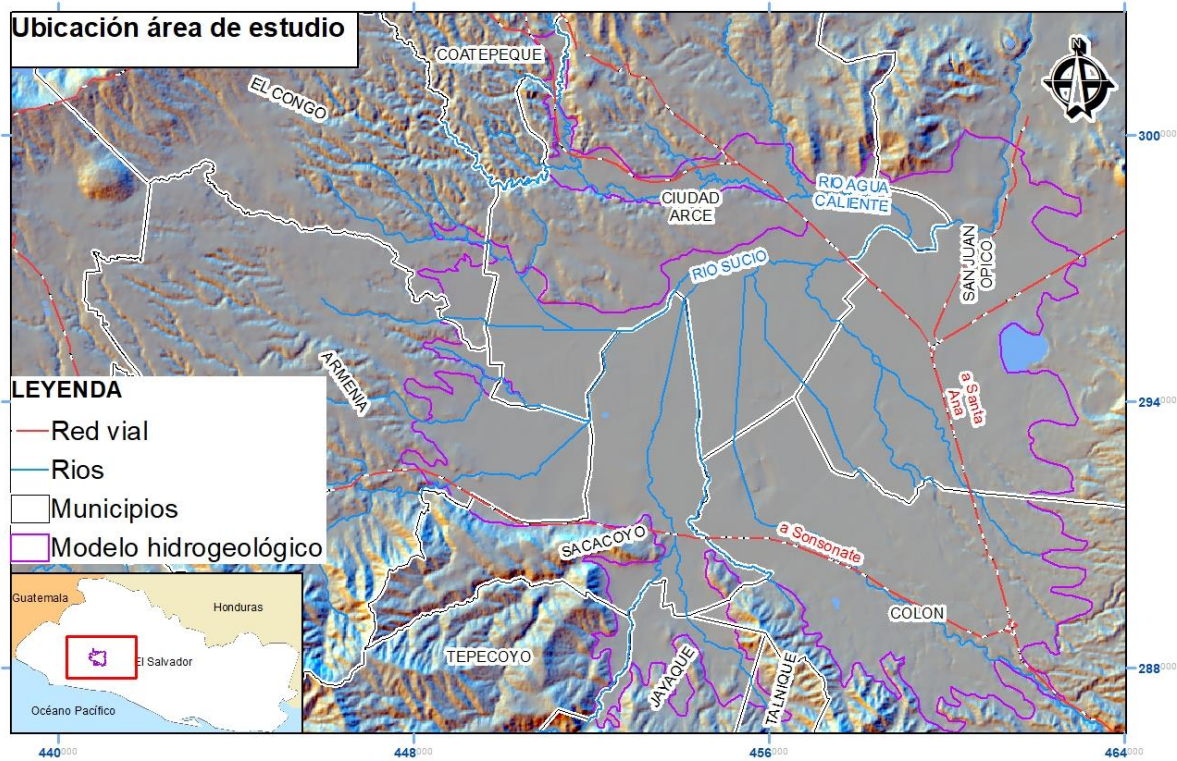 Ubicación área de estudio
COATEPEQUE
EL CONGO
N
300000
CIUDAD
ARCE
RIO AGUA
CALIENTE
SAN JUAN
OPICO
RIO SUCIO
ARMENIA
a Santa
Ana
294000
LEYENDA
Red vial
Rios
Municipios
Modelo hidrogeológico
SACACOYO
a Sonsonate
COLON
TEPECOYO
JAYAQUE
TALNIQUE
288000
Guatemala
Honduras
El Salvador
Océano Pacífico
440000
448000
456000
464000